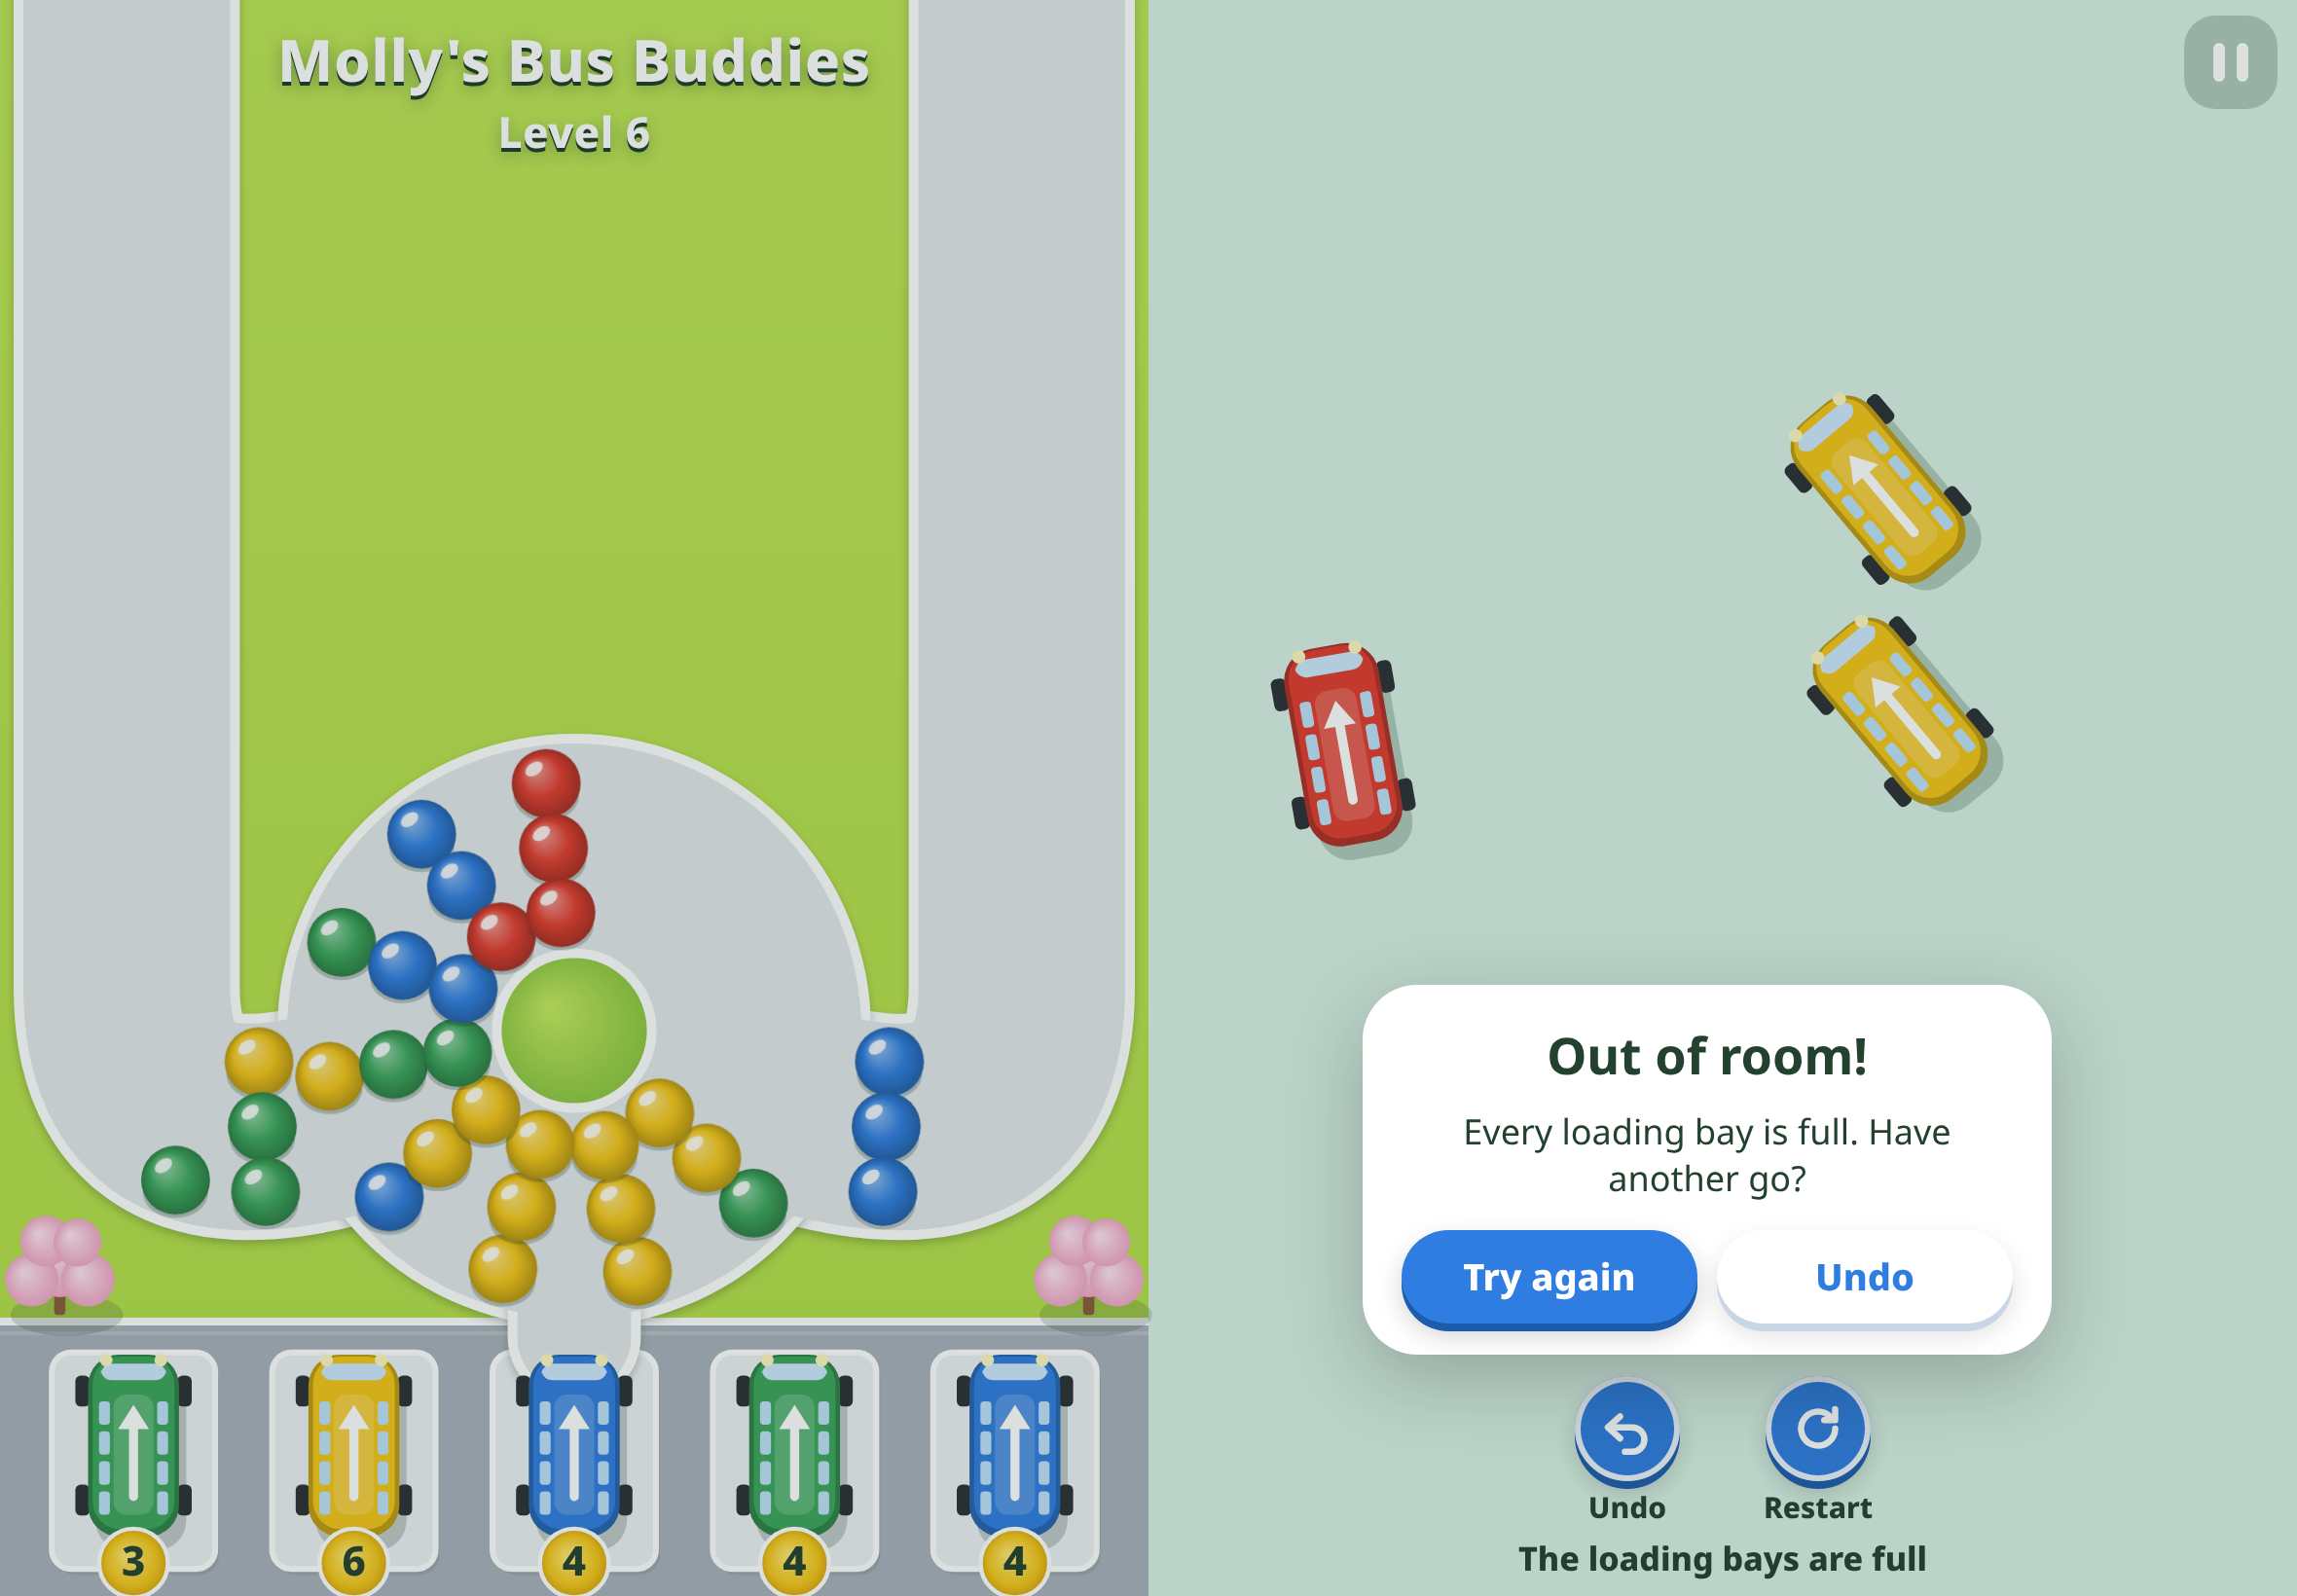 Molly's Bus Buddies
Level 6
Out of room!
Every loading bay is full. Have
another go?
Try again
Undo
Undo
Restart
The loading bays are full
3
6
4
4
4